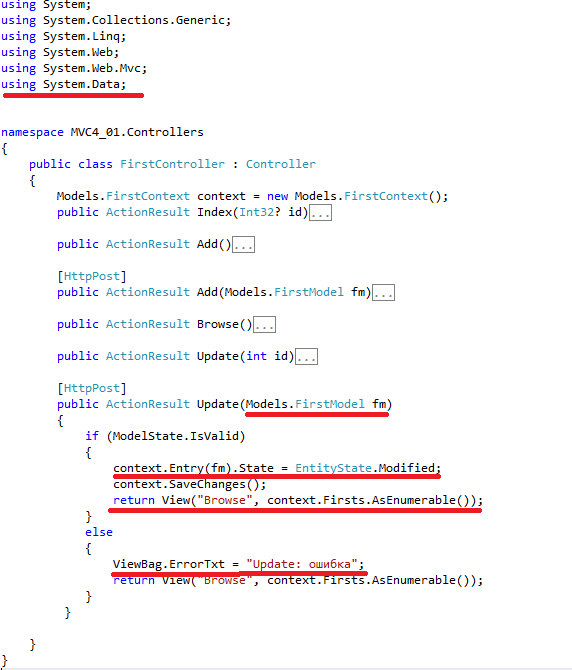 using System;
using System.Collections.Generic;
using System.Linq;
using System.Web;
using System.Web.Mvc;
using System.Data;
namespace MVC4_01.Controllers
{
    public class FirstController : Controller
    {
        Models.FirstContext context = new Models.FirstContext();
        public ActionResult Index(Int32? id)...
        public ActionResult Add()...
        [HttpPost]
        public ActionResult Add(Models.FirstModel fm)...
        public ActionResult Browse()...
        public ActionResult Update(int id)...
        [HttpPost]
        public ActionResult Update(Models.FirstModel fm)
        {
            if (ModelState.IsValid)
            {
                context.Entry(fm).State = EntityState.Modified;
                context.SaveChanges();
                return View("Browse", context.Firsts.AsEnumerable());
            }
            else
            {
                ViewBag.ErrorTxt = "Update: ошибка";
                return View("Browse", context.Firsts.AsEnumerable());
            }
         }
    }
}